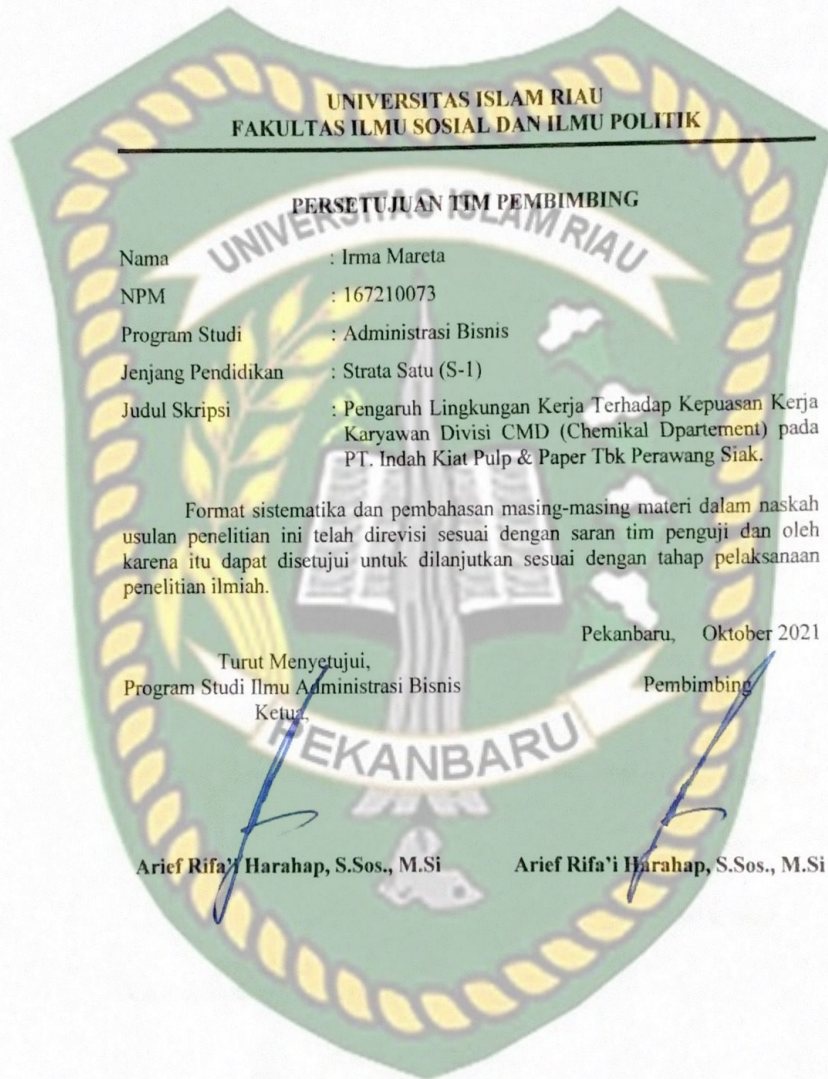 UNIVERSITAS ISLAM RIAU
FAKULTAS ILMU SOSIAL DAN ILMU POLITIK
PERSETUJUAN TIM PEMBIMBING
UNIVERSITAS ISLAM RIAU
Nama : Irma Mareta
NPM : 167210073
Program Studi : Administrasi Bisnis
Jenjang Pendidikan : Strata Satu (S-1)
Judul Skripsi : Pengaruh Lingkungan Kerja Terhadap Kepuasan Kerja
Karyawan Divisi CMD (Chemikal Dpartement) pada
PT. Indah Kiat Pulp & Paper Tbk Perawang Siak.
Format sistematika dan pembahasan masing-masing materi dalam naskah
usulan penelitian ini telah direvisi sesuai dengan saran tim penguji dan oleh
karena itu dapat disetujui untuk dilanjutkan sesuai dengan tahap pelaksanaan
penelitian ilmiah.
Pekanbaru, Oktober 2021
Turut Menyetujui,
Program Studi Ilmu Administrasi Bisnis
Pembimbing
Ketua,
PEKANBARU
Arief Rifa'i Harahap, S.Sos., M.Si Arief Rifa'i Harahap, S.Sos., M.Si